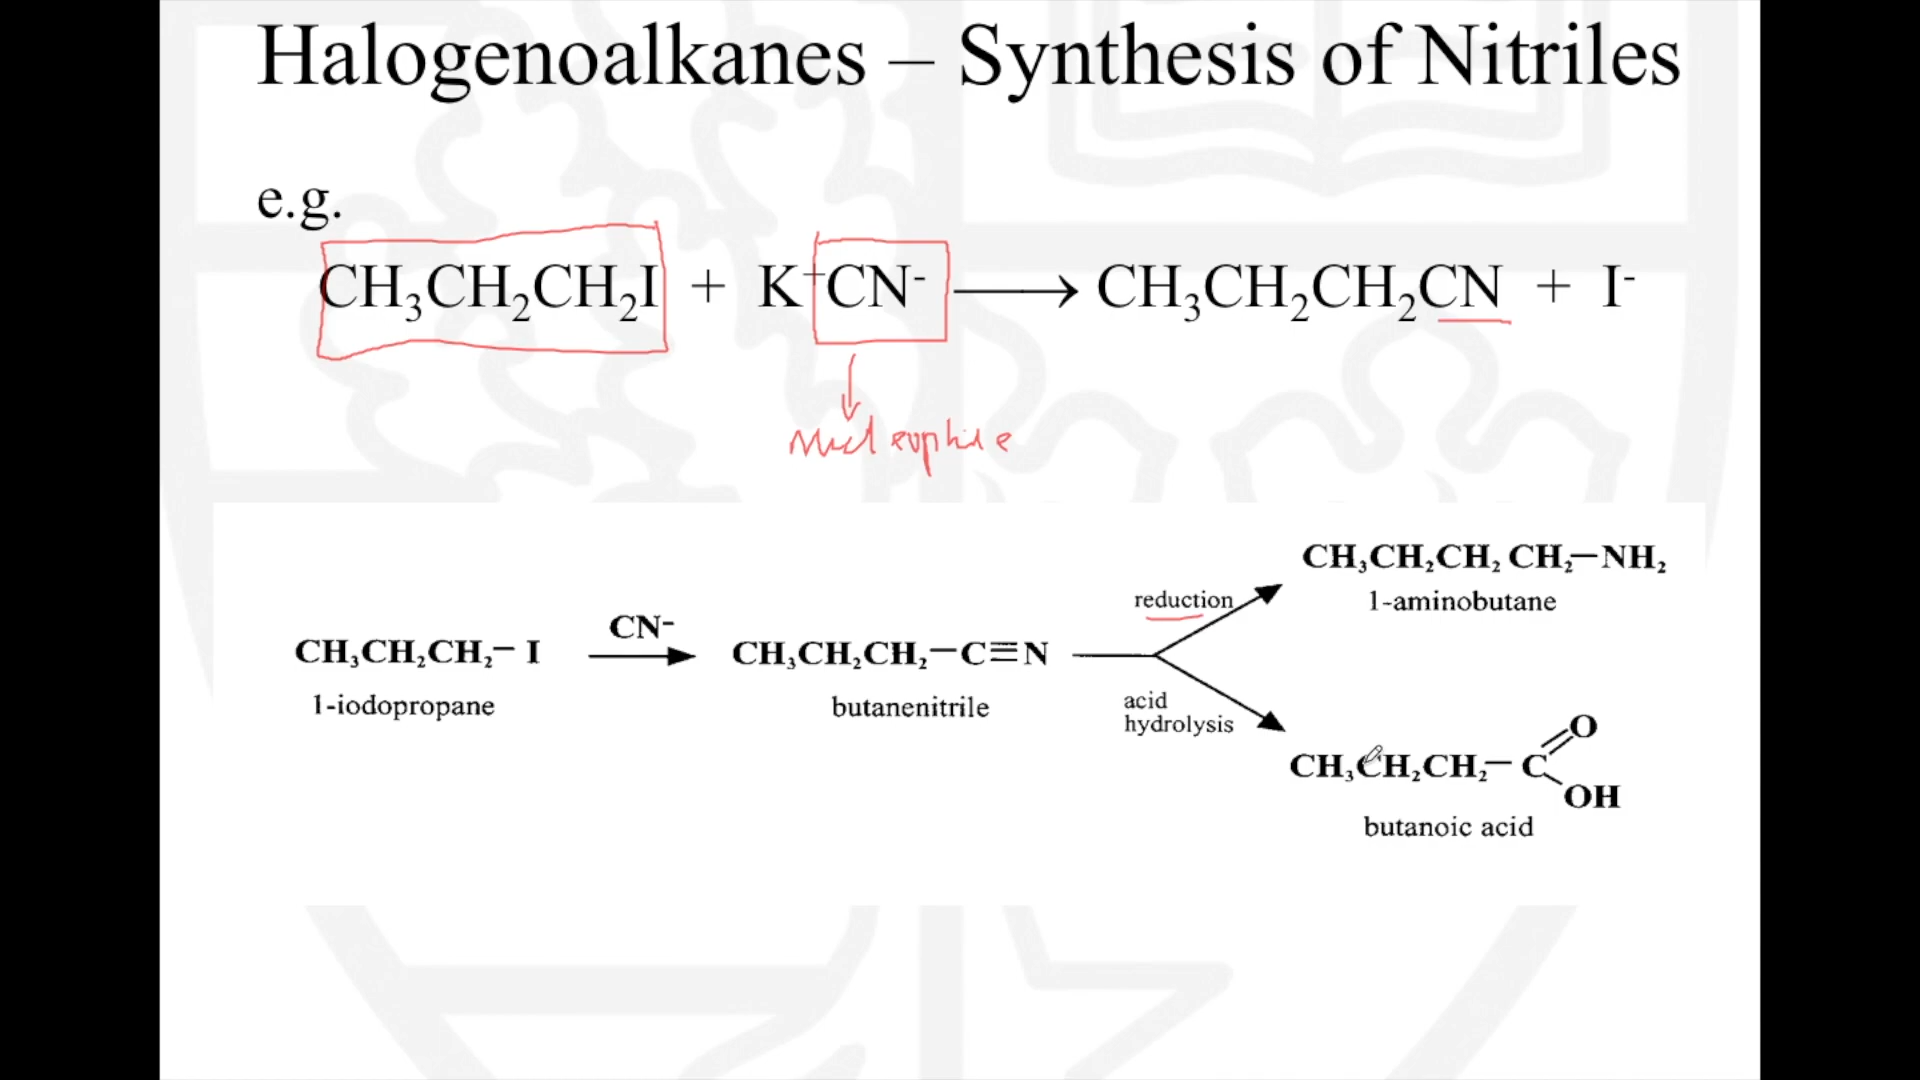 Halogenoalkanes – Synthesis of Nitriles
e.g.
CH₃CH₂CH₂I + K⁺CN⁻ ⟶ CH₃CH₂CH₂CN + I⁻
Nucleophile
CH₃CH₂CH₂CH₂–NH₂
reduction
1-aminobutane
CN⁻
CH₃CH₂CH₂–I
CH₃CH₂CH₂–C≡N
1-iodopropane
butanenitrile
acid
hydrolysis
O
CH₃CH₂CH₂–C
OH
butanoic acid